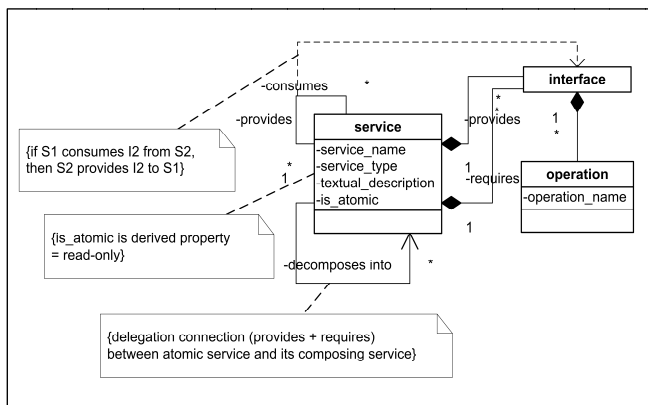 -consumes
*
interface
-provides
service
-provides
*
1
*
{if S1 consumes I2 from S2,
then S2 provides I2 to S1}
-service_name
-service_type
-textual_description
-is_atomic
*
1
1
-requires
operation
-operation_name
{is_atomic is derived property
= read-only}
1
-decomposes into
*
{delegation connection (provides + requires)
between atomic service and its composing service}